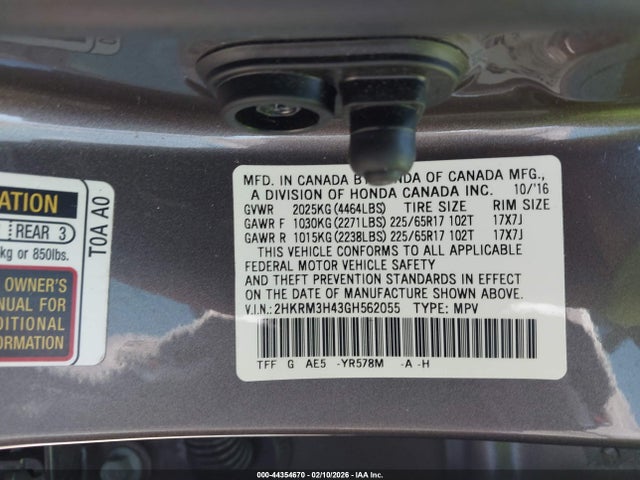 ATION
REAR 3
kg or 850lbs.
OWNER'S
NUAL FOR
DITIONAL
ORMATION
T0A A0
MFD. IN CANADA B DA OF CANADA MFG.,
A DIVISION OF HONDA CANADA INC. 10/'16
GVWR 2025KG (4464LBS) TIRE SIZE RIM SIZE
GAWR F 1030KG (2271LBS) 225/65R17 102T 17X7J
GAWR R 1015KG (2238LBS) 225/65R17 102T 17X7J
THIS VEHICLE CONFORMS TO ALL APPLICABLE
FEDERAL MOTOR VEHICLE SAFETY
AND THEFT PREVENTION STANDARDS IN EFFECT
ON THE DATE OF MANUFACTURE SHOWN ABOVE.
V.I.N.: 2HKRM3H43GH562055 TYPE: MPV
TFF G AE5 -YR578M -A -H
000-44354670 - 02/10/2026 - IAA Inc.